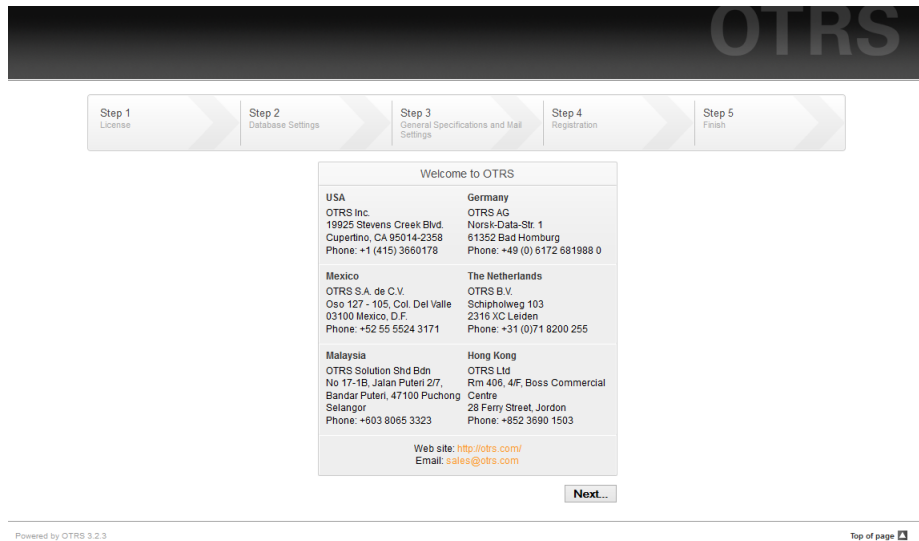 OTRS
Step 1
License
Step 2
Database Settings
Step 3
General Specifications and Mail
Settings
Step 4
Registration
Step 5
Finish
Welcome to OTRS
USA
OTRS Inc.
19925 Stevens Creek Blvd.
Cupertino, CA 95014-2358
Phone: +1 (415) 3660178
Germany
OTRS AG
Norsk-Data-Str. 1
61352 Bad Homburg
Phone: +49 (0) 6172 681988 0
Mexico
OTRS S.A. de C.V.
Oso 127 - 105, Col. Del Valle
03100 Mexico, D.F.
Phone: +52 55 5524 3171
The Netherlands
OTRS B.V.
Schipholweg 103
2316 XC Leiden
Phone: +31 (0)71 8200 255
Malaysia
OTRS Solution Shd Bdn
No 17-1B, Jalan Puteri 2/7,
Bandar Puteri, 47100 Puchong
Selangor
Phone: +603 8065 3323
Hong Kong
OTRS Ltd
Rm 406, 4/F, Boss Commercial
Centre
28 Ferry Street, Jordon
Phone: +852 3690 1503
Web site: http://otrs.com/
Email: sales@otrs.com
Next...
Powered by OTRS 3.2.3
Top of page